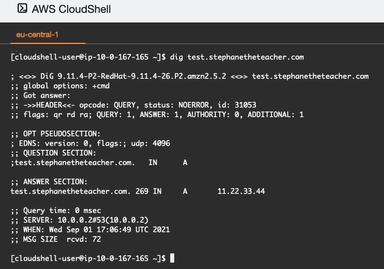 AWS CloudShell
eu-central-1
[cloudshell-user@ip-10-0-167-165 ~]$ dig test.stephanetheteacher.com
; <<>> DiG 9.11.4-P2-RedHat-9.11.4-26.P2.amzn2.5.2 <<>> test.stephanetheteacher.com
;; global options: +cmd
;; Got answer:
;; ->>HEADER<<- opcode: QUERY, status: NOERROR, id: 31053
;; flags: qr rd ra; QUERY: 1, ANSWER: 1, AUTHORITY: 0, ADDITIONAL: 1
;; OPT PSEUDOSECTION:
; EDNS: version: 0, flags:; udp: 4096
;; QUESTION SECTION:
;test.stephanetheteacher.com. IN A
;; ANSWER SECTION:
test.stephanetheteacher.com. 269 IN A 11.22.33.44
;; Query time: 0 msec
;; SERVER: 10.0.0.2#53(10.0.0.2)
;; WHEN: Wed Sep 01 17:06:49 UTC 2021
;; MSG SIZE rcvd: 72
[cloudshell-user@ip-10-0-167-165 ~]$